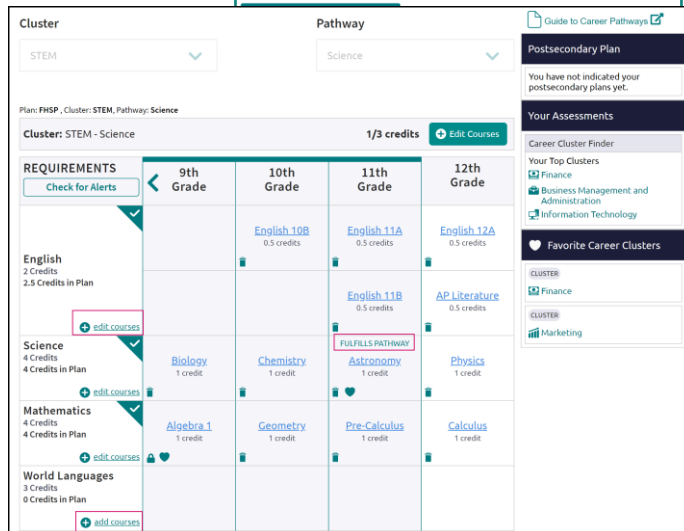 Cluster
Pathway
STEM
Science
Plan: FHSP , Cluster: STEM, Pathway: Science
Cluster: STEM - Science
1/3 credits
Edit Courses
REQUIREMENTS
Check for Alerts
9th
Grade
10th
Grade
11th
Grade
12th
Grade
English
2 Credits
2.5 Credits in Plan
edit courses
English 10B
0.5 credits
English 11A
0.5 credits
English 12A
0.5 credits
English 11B
0.5 credits
AP Literature
0.5 credits
Science
4 Credits
4 Credits in Plan
edit courses
Biology
1 credit
Chemistry
1 credit
FULFILLS PATHWAY
Astronomy
1 credit
Physics
1 credit
Mathematics
4 Credits
4 Credits in Plan
edit courses
Algebra 1
1 credit
Geometry
1 credit
Pre-Calculus
1 credit
Calculus
1 credit
World Languages
3 Credits
0 Credits in Plan
add courses
Guide to Career Pathways
Postsecondary Plan
You have not indicated your
postsecondary plans yet.
Your Assessments
Career Cluster Finder
Your Top Clusters
Finance
Business Management and
Administration
Information Technology
Favorite Career Clusters
CLUSTER
Finance
CLUSTER
Marketing